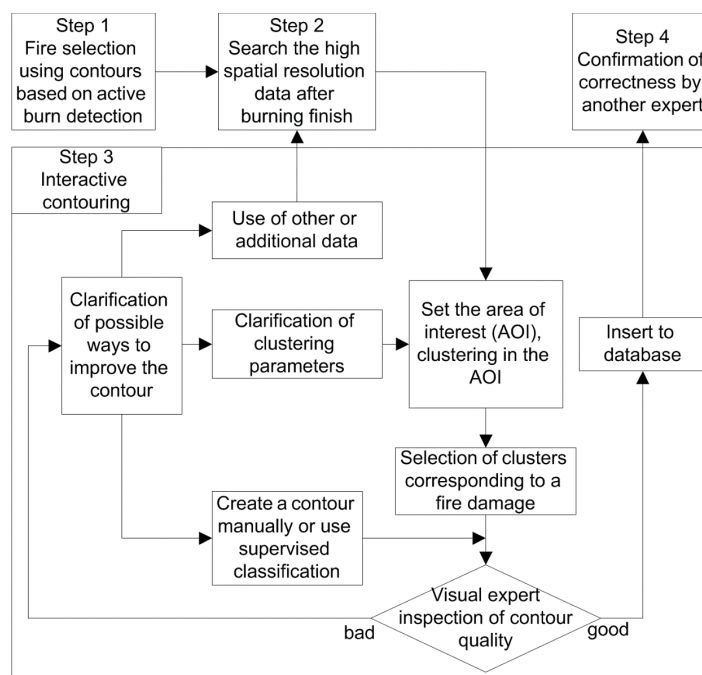 Step 1
Fire selection
using contours
based on active
burn detection
Step 2
Search the high
spatial resolution
data after
burning finish
Step 4
Confirmation of
correctness by
another expert
Step 3
Interactive
contouring
Use of other or
additional data
Clarification
of possible
ways to
improve the
contour
Clarification of
clustering
parameters
Set the area of
interest (AOI),
clustering in the
AOI
Insert to
database
Selection of clusters
corresponding to a
fire damage
Create a contour
manually or use
supervised
classification
Visual expert
inspection of contour
quality
bad
good